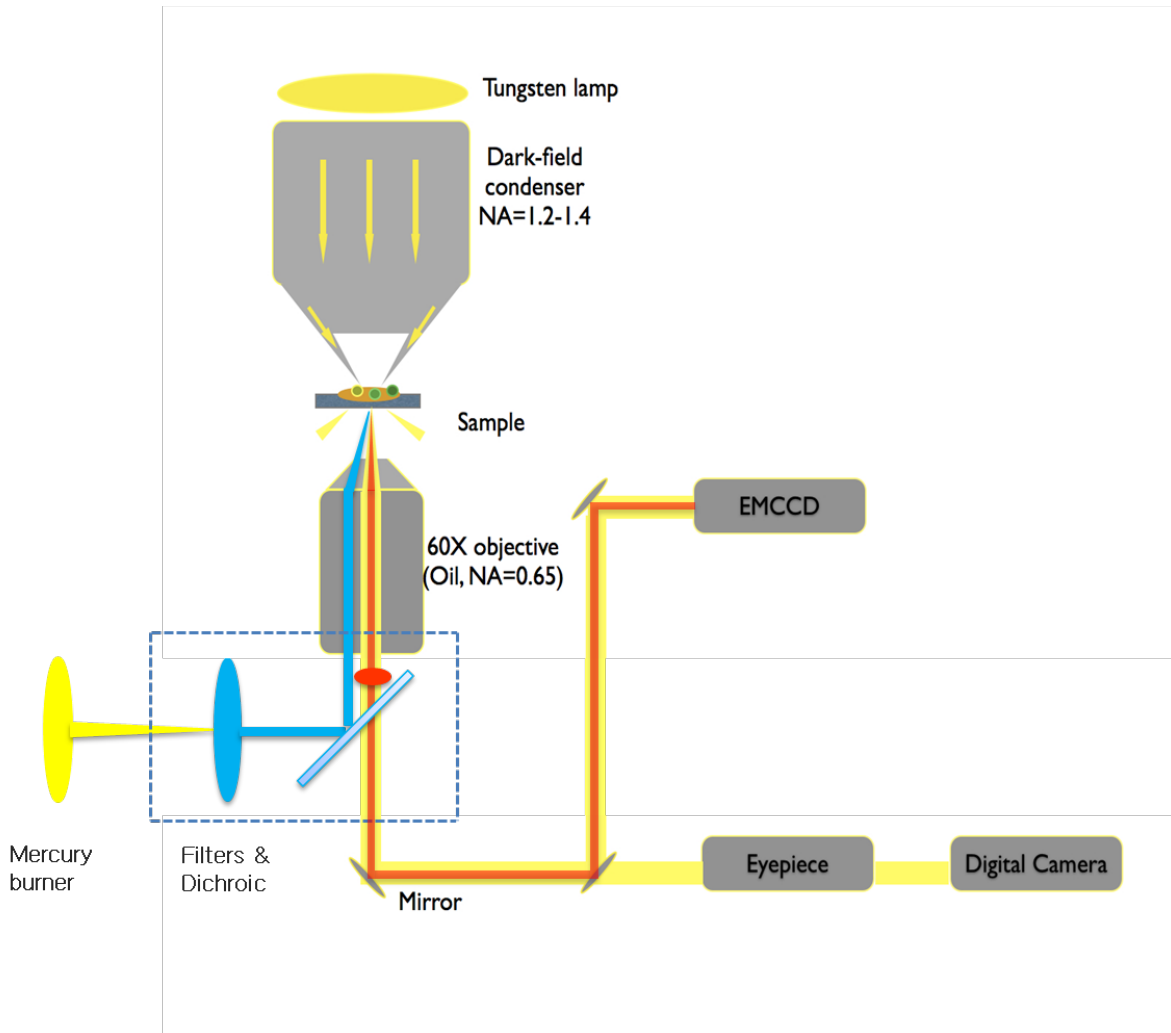 Tungsten lamp
Dark-field
condenser
NA=1.2-1.4
Sample
EMCCD
60X objective
(Oil, NA=0.65)
Mercury
burner
Filters &
Dichroic
Mirror
Eyepiece
Digital Camera